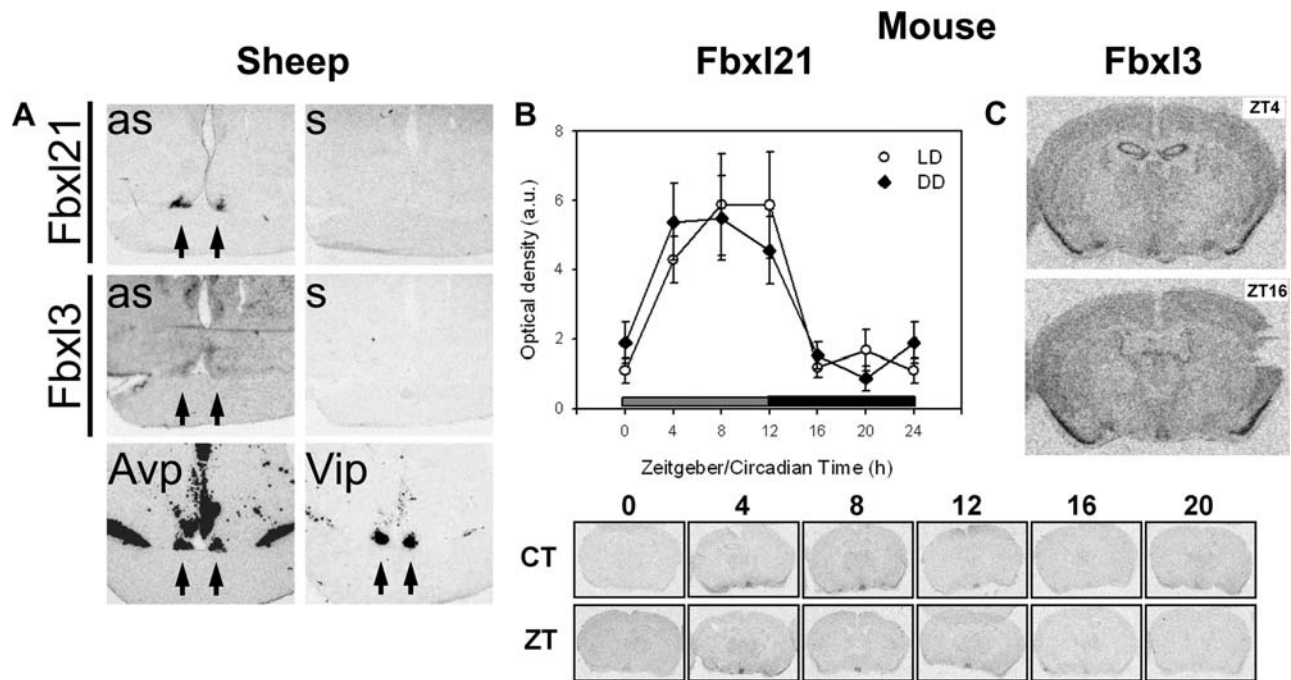 Mouse
Sheep
Fbxl21
Fbxl3
A
Fbxl21
as
s
Fbxl3
as
s
Avp
Vip
B
8
6
4
2
0
Optical density (a.u.)
LD
DD
0 4 8 12 16 20 24
Zeitgeber/Circadian Time (h)
C
ZT4
ZT16
0 4 8 12 16 20
CT
ZT